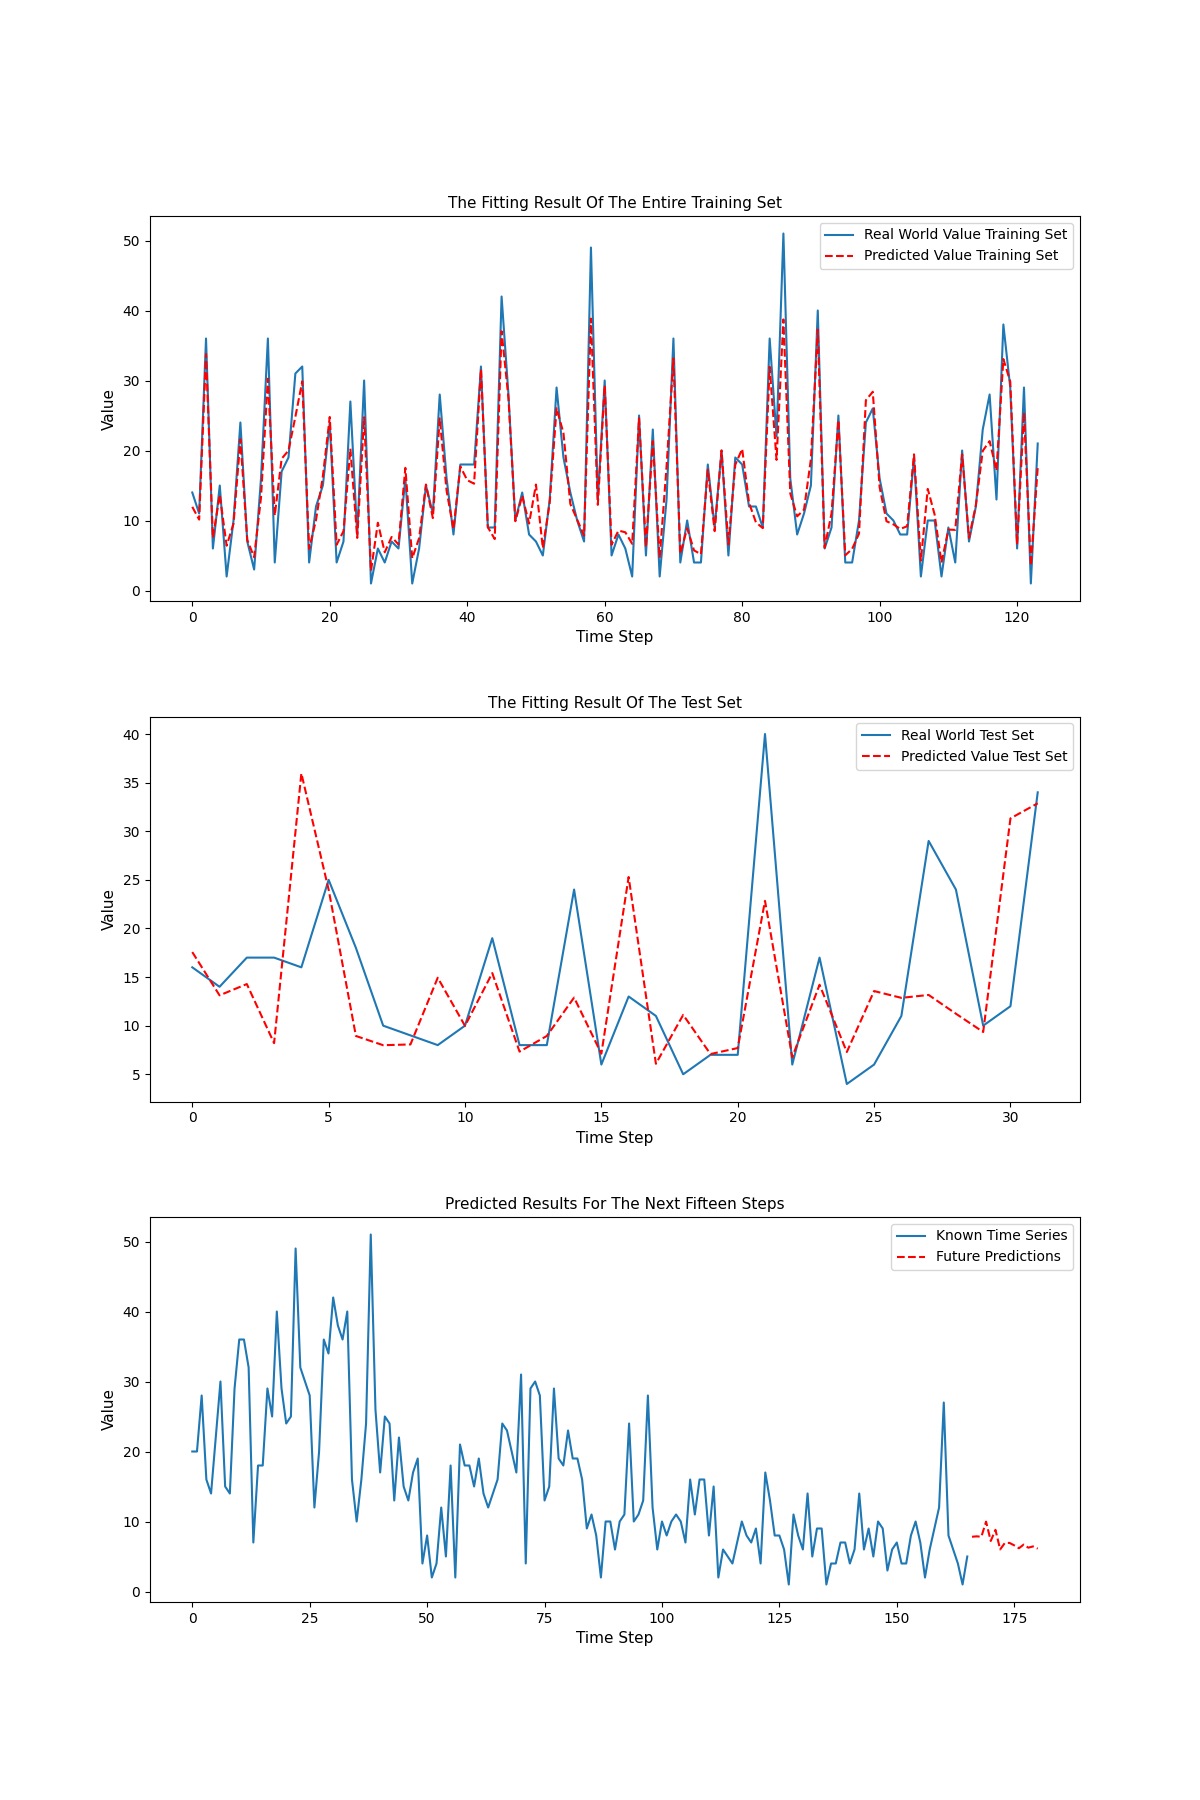 The Fitting Result Of The Entire Training Set
50
40
30
20
10
0
Value
Real World Value Training Set
Predicted Value Training Set
0 20 40 60 80 100 120
Time Step
The Fitting Result Of The Test Set
40
35
30
25
20
15
10
5
Value
Real World Test Set
Predicted Value Test Set
0 5 10 15 20 25 30
Time Step
Predicted Results For The Next Fifteen Steps
50
40
30
20
10
0
Value
Known Time Series
Future Predictions
0 25 50 75 100 125 150 175
Time Step